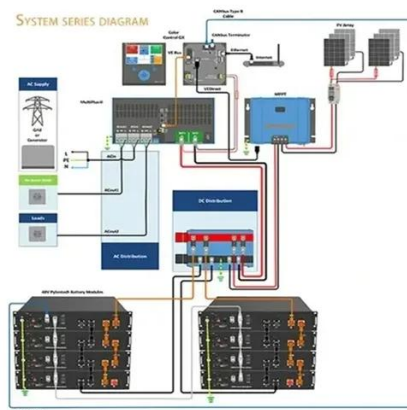 SYSTEM SERIES DIAGRAM
CANbus Type B
Cable
Color
Control GX
CANbus Terminator
Ethernet
Ethernet
PV Array
VE Bus
VE.Direct
MPPT
AC Supply
Grid
or
Generator
MultiPlus-II
L
PE
N
ACin
ACout1
Loads
ACout2
AC Distribution
DC Distribution
48V Pylontech Battery Modules